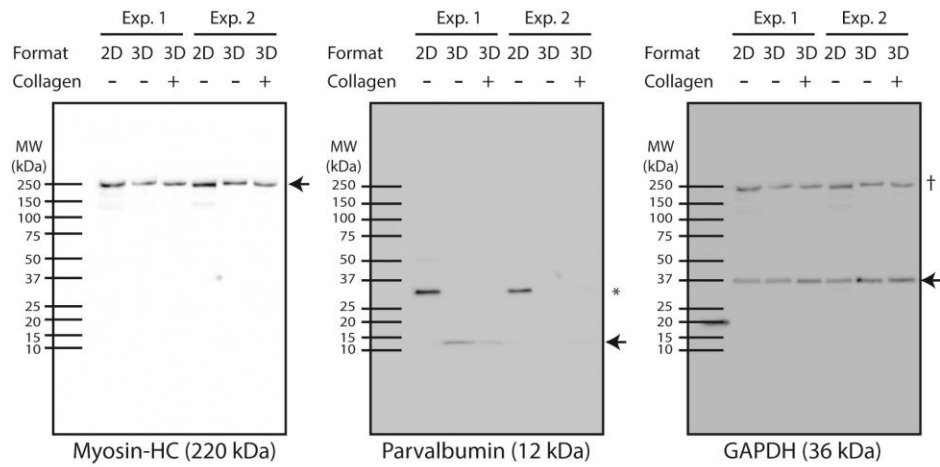 Exp. 1 Exp. 2
Format 2D 3D 3D 2D 3D 3D
Collagen - - + - - +
MW
(kDa)
250
150
100
75
50
37
25
20
15
10
Myosin-HC (220 kDa)
Exp. 1 Exp. 2
Format 2D 3D 3D 2D 3D 3D
Collagen - - + - - +
MW
(kDa)
250
150
100
75
50
37
25
20
15
10
*
Parvalbumin (12 kDa)
Exp. 1 Exp. 2
Format 2D 3D 3D 2D 3D 3D
Collagen - - + - - +
MW
(kDa)
250 †
150
100
75
50
37
25
20
15
10
GAPDH (36 kDa)